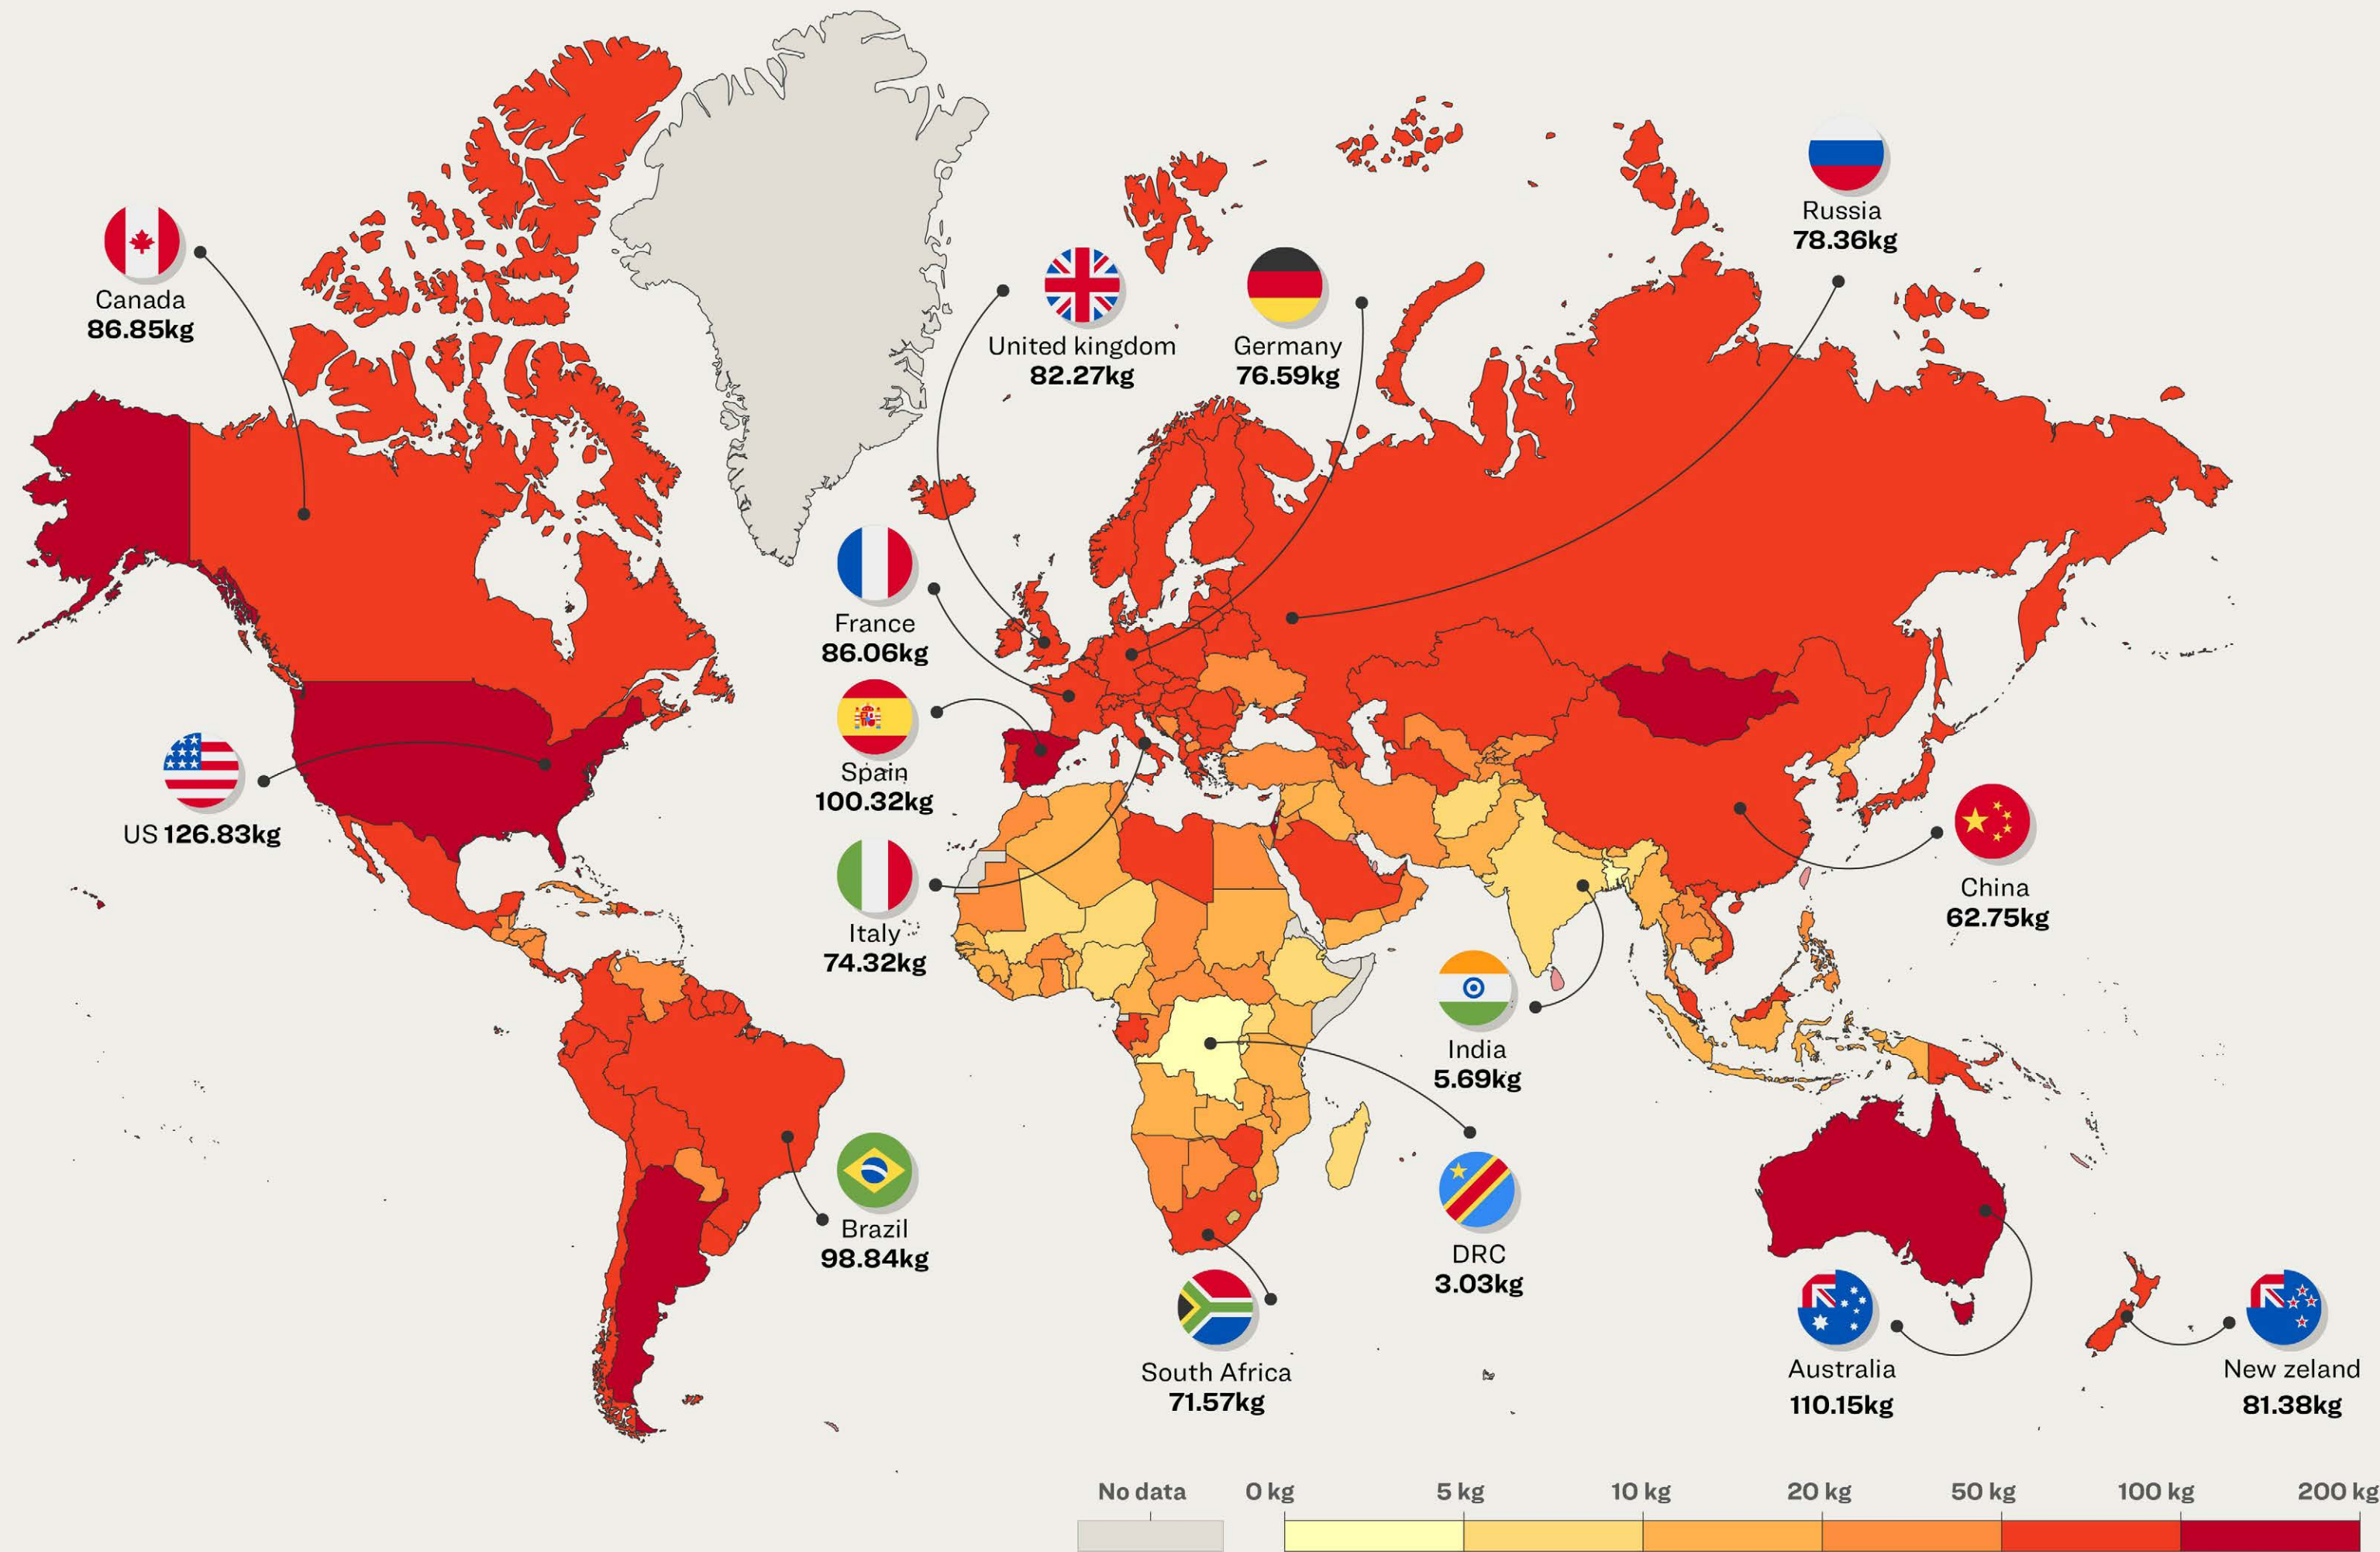 Russia
78.36kg
Canada
86.85kg
United kingdom
82.27kg
Germany
76.59kg
France
86.06kg
Spain
100.32kg
US 126.83kg
Italy
74.32kg
China
62.75kg
India
5.69kg
Brazil
98.84kg
DRC
3.03kg
South Africa
71.57kg
Australia
110.15kg
New zeland
81.38kg
No data 0 kg 5 kg 10 kg 20 kg 50 kg 100 kg 200 kg